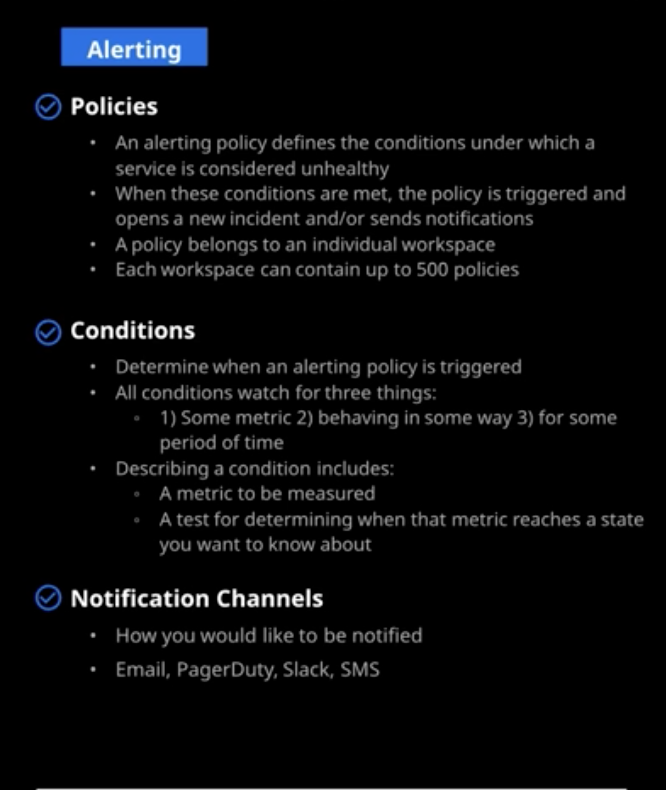 Alerting
Policies
• An alerting policy defines the conditions under which a
service is considered unhealthy
• When these conditions are met, the policy is triggered and
opens a new incident and/or sends notifications
• A policy belongs to an individual workspace
• Each workspace can contain up to 500 policies
Conditions
• Determine when an alerting policy is triggered
• All conditions watch for three things:
◦ 1) Some metric 2) behaving in some way 3) for some
period of time
• Describing a condition includes:
◦ A metric to be measured
◦ A test for determining when that metric reaches a state
you want to know about
Notification Channels
• How you would like to be notified
• Email, PagerDuty, Slack, SMS